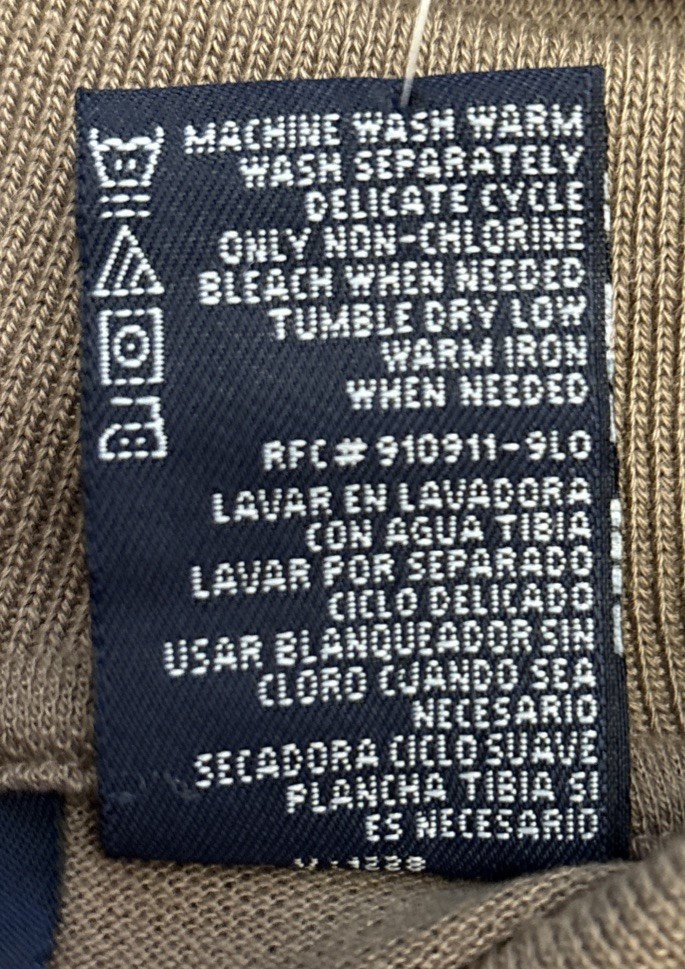 MACHINE WASH WARM
WASH SEPARATELY
DELICATE CYCLE
ONLY NON-CHLORINE
BLEACH WHEN NEEDED
TUMBLE DRY LOW
WARM IRON
WHEN NEEDED
RFC# 910911-9L0
LAVAR EN LAVADORA
CON AGUA TIBIA
LAVAR POR SEPARADO
CICLO DELICADO
USAR BLANQUEADOR SIN
CLORO CUANDO SEA
NECESARIO
SECADORA CICLO SUAVE
PLANCHA TIBIA SI
ES NECESARIO